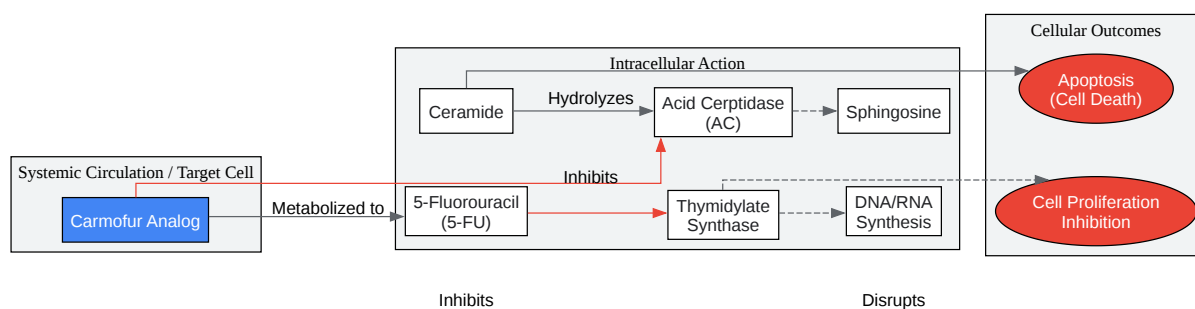 Cellular Outcomes
Intracellular Action
Apoptosis
(Cell Death)
Ceramide
Hydrolyzes
Acid Cerptidase
(AC)
Sphingosine
Systemic Circulation / Target Cell
Inhibits
Carmofur Analog
Metabolized to
5-Fluorouracil
(5-FU)
Thymidylate
Synthase
DNA/RNA
Synthesis
Cell Proliferation
Inhibition
Inhibits
Disrupts